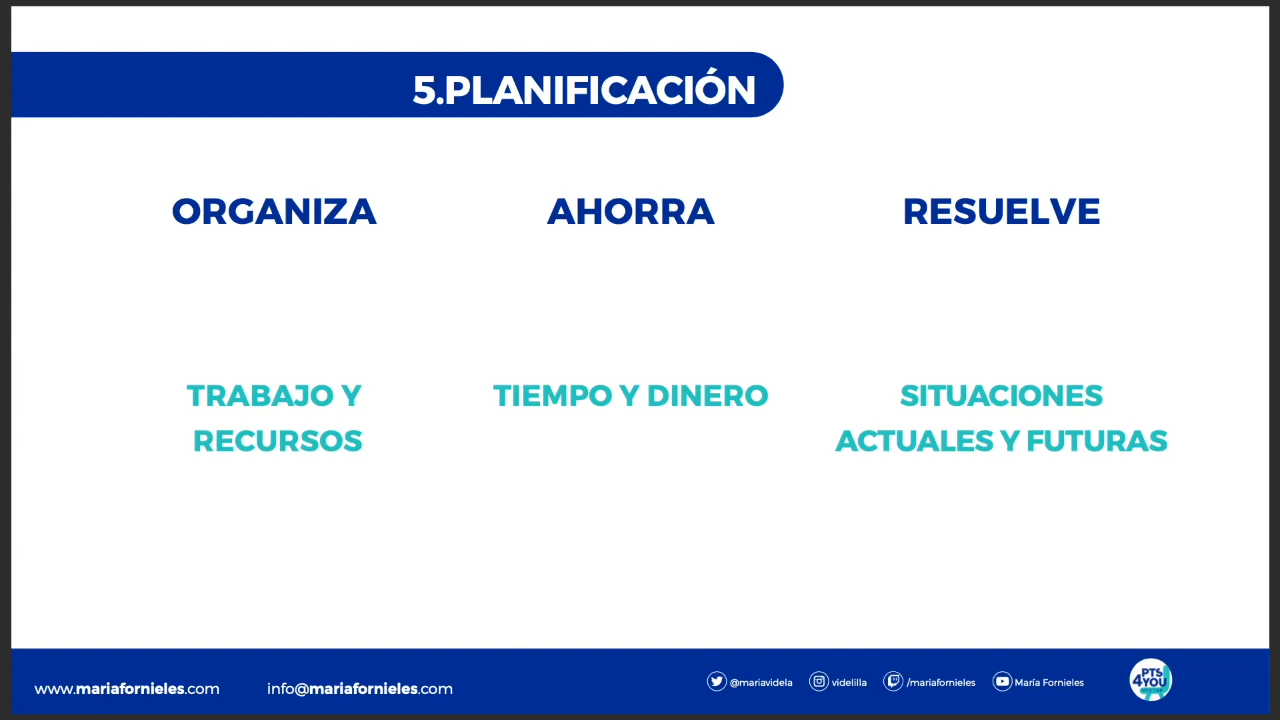 5.PLANIFICACIÓN
ORGANIZA
AHORRA
RESUELVE
TRABAJO Y
RECURSOS
TIEMPO Y DINERO
SITUACIONES
ACTUALES Y FUTURAS
www.mariafornieles.com
info@mariafornieles.com
@mariavidela
videlilla
/mariafornieles
María Fornieles
PTS
4YOU